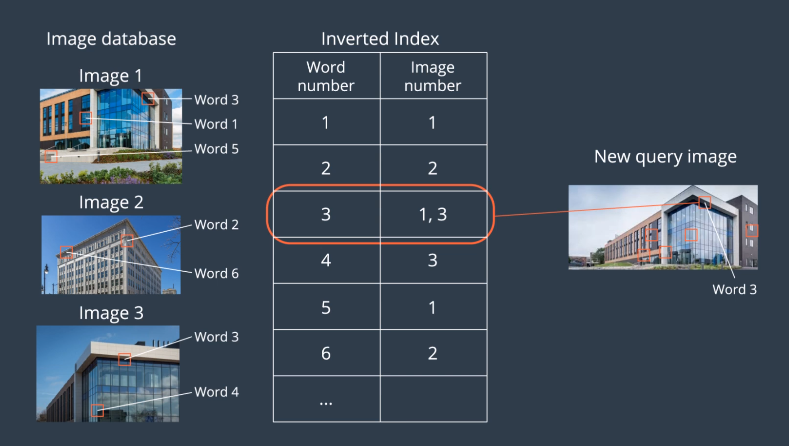 Image database
Image 1
Word 3
Word 1
Word 5
Image 2
Word 2
Word 6
Image 3
Word 3
Word 4
Inverted Index
Word number Image number
1 1
2 2
3 1, 3
4 3
5 1
6 2
...
New query image
Word 3